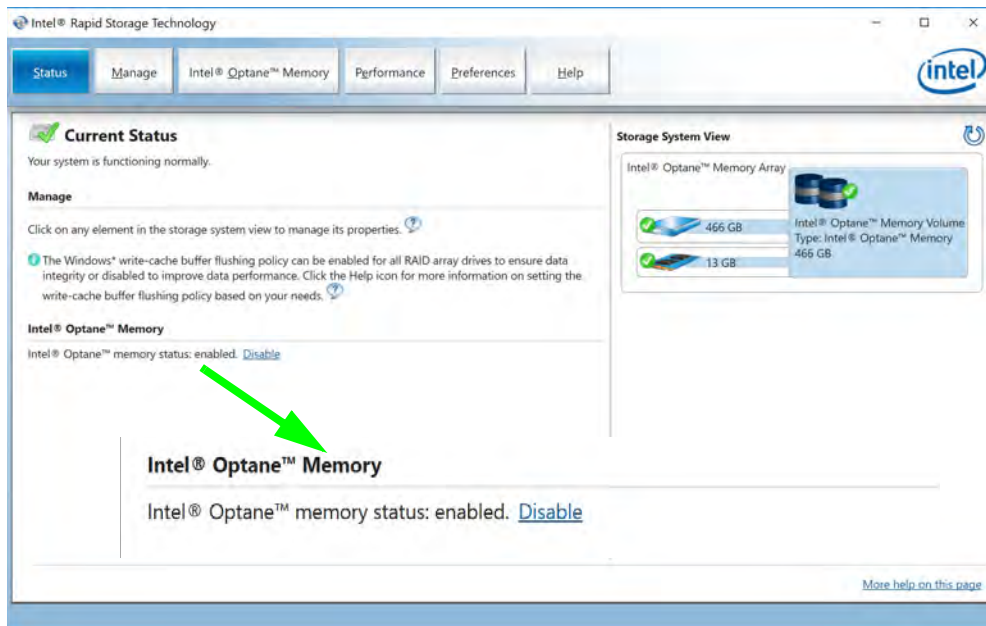 Intel® Rapid Storage Technology
Status
Manage
Intel® Optane™ Memory
Performance
Preferences
Help
intel
Current Status
Your system is functioning normally.
Manage
Click on any element in the storage system view to manage its properties.
The Windows* write-cache buffer flushing policy can be enabled for all RAID array drives to ensure data
integrity or disabled to improve data performance. Click the Help icon for more information on setting the
write-cache buffer flushing policy based on your needs.
Intel® Optane™ Memory
Intel® Optane™ memory status: enabled. Disable
Intel® Optane™ Memory
Intel® Optane™ memory status: enabled. Disable
Storage System View
Intel® Optane™ Memory Array
466 GB
13 GB
Intel® Optane™ Memory Volume
Type: Intel® Optane™ Memory
466 GB
More help on this page